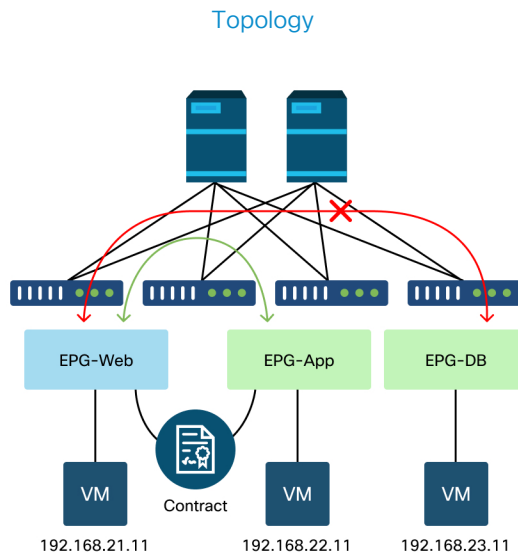 Topology
EPG-Web
EPG-App
EPG-DB
Contract
VM
VM
VM
192.168.21.11
192.168.22.11
192.168.23.11